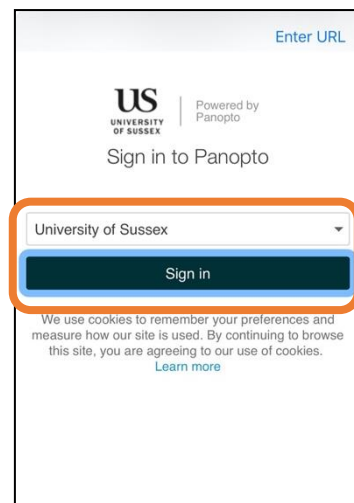 Enter URL
US
UNIVERSITY
OF SUSSEX
Powered by
Panopto
Sign in to Panopto
University of Sussex
Sign in
We use cookies to remember your preferences and
measure how our site is used. By continuing to browse
this site, you are agreeing to our use of cookies.
Learn more